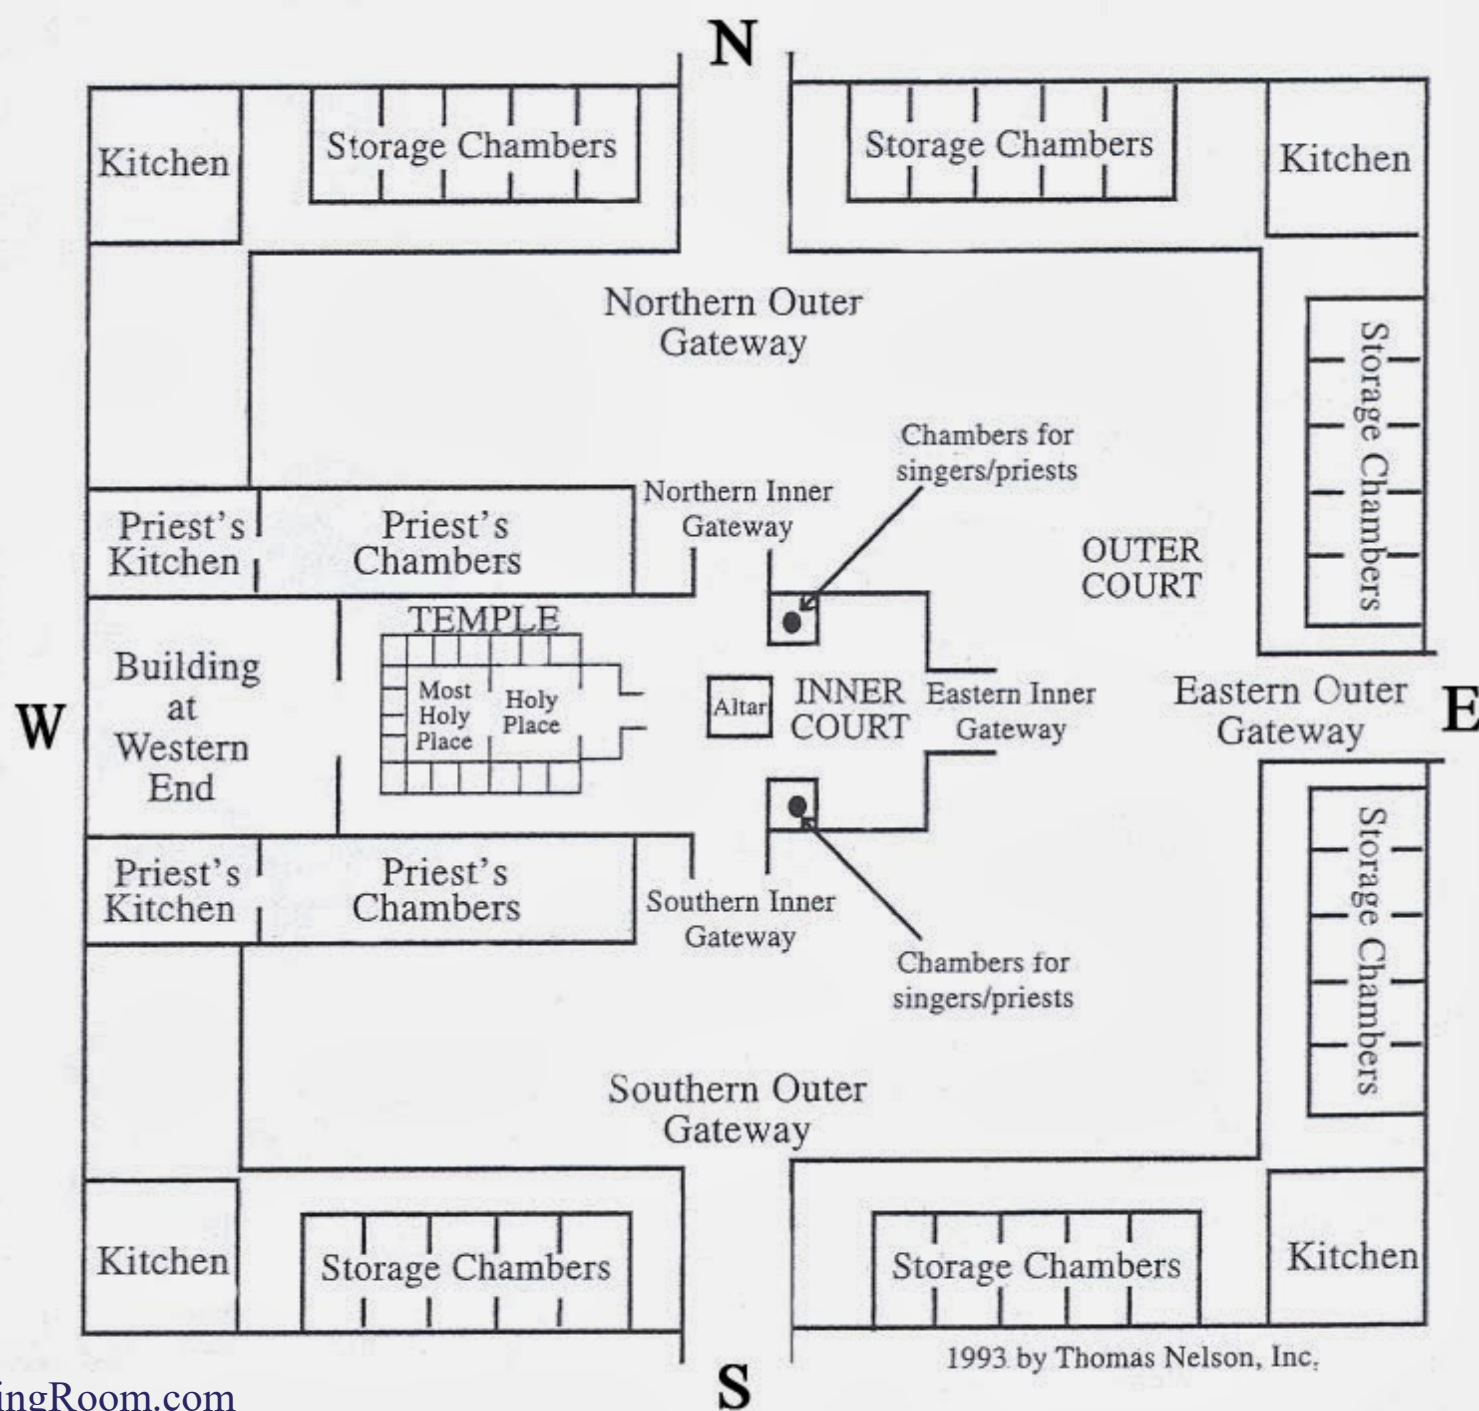 N
Kitchen
Storage Chambers
Storage Chambers
Kitchen
Northern Outer
Gateway
Storage Chambers
Chambers for
singers/priests
Northern Inner
Gateway
Priest's
Kitchen
Priest's
Chambers
OUTER
COURT
TEMPLE
Building
at
Western
End
Most
Holy
Place
Holy
Place
Altar
INNER
COURT
Eastern Inner
Gateway
Eastern Outer
Gateway
W
E
Priest's
Kitchen
Priest's
Chambers
Southern Inner
Gateway
Chambers for
singers/priests
Storage Chambers
Southern Outer
Gateway
Kitchen
Storage Chambers
Storage Chambers
Kitchen
1993 by Thomas Nelson, Inc.
S
ingRoom.com